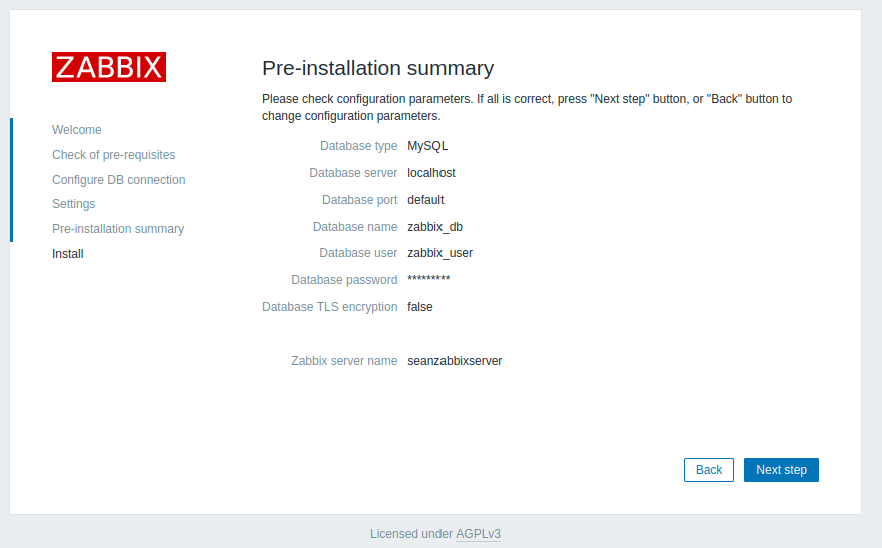 ZABBIX
Welcome
Check of pre-requisites
Configure DB connection
Settings
Pre-installation summary
Install
Pre-installation summary
Please check configuration parameters. If all is correct, press "Next step" button, or "Back" button to
change configuration parameters.
Database type MySQL
Database server localhost
Database port default
Database name zabbix_db
Database user zabbix_user
Database password *********
Database TLS encryption false
Zabbix server name seanzabbixserver
Back Next step
Licensed under AGPLv3